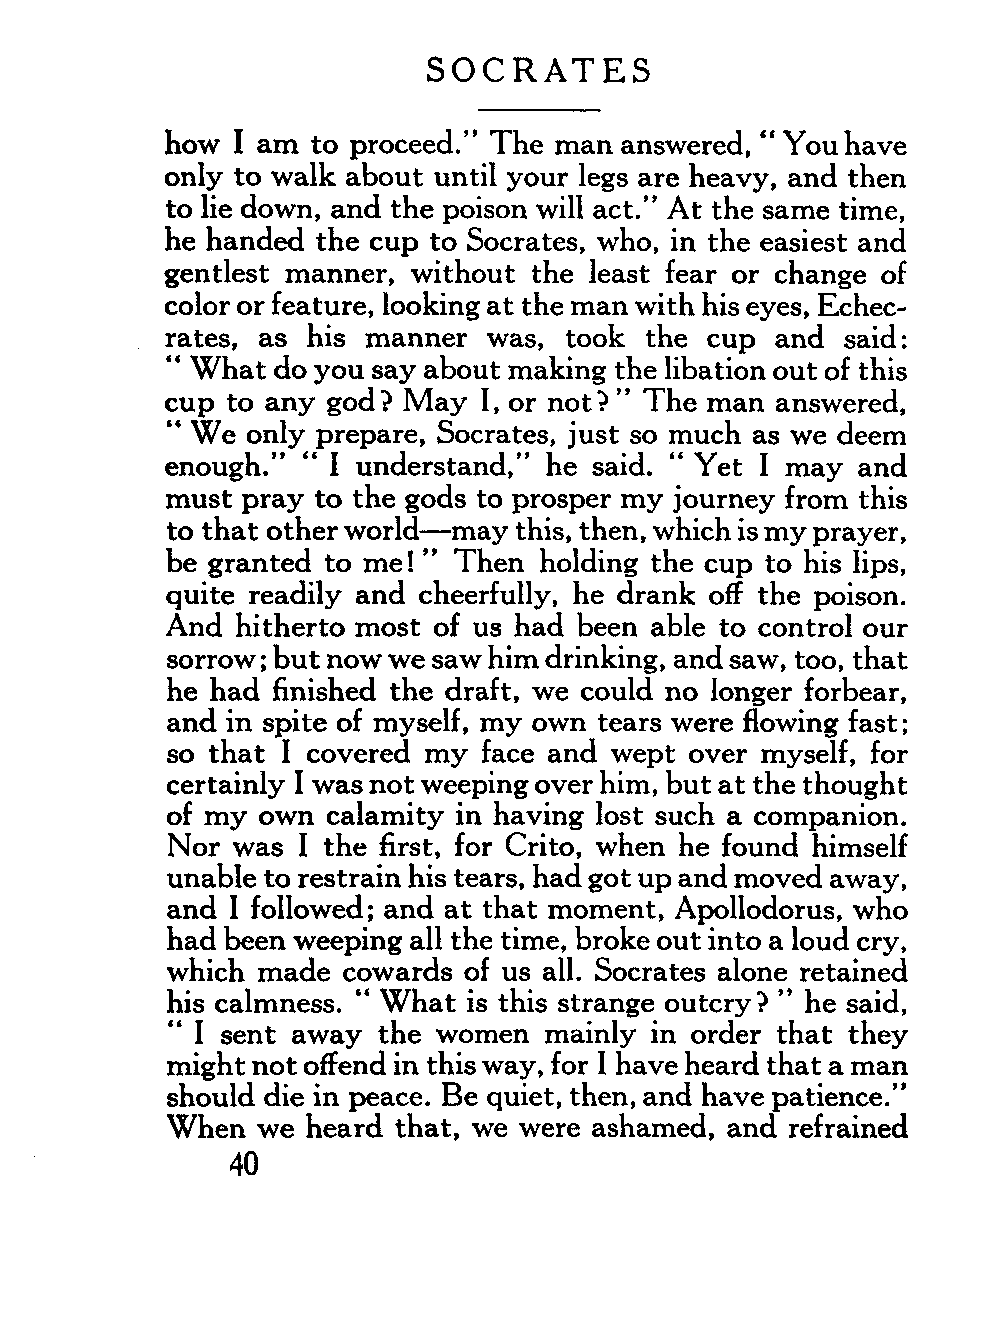 SOCRATES
how I am to proceed.” The man answered, “ You have
only to walk about until your legs are heavy, and then
to lie down, and the poison will act.” At the same time,
he handed the cup to Socrates, who, in the easiest and
gentlest manner, without the least fear or change of
color or feature, looking at the man with his eyes, Echec-
rates, as his manner was, took the cup and said:
“ What do you say about making the libation out of this
cup to any god? May I, or not?” The man answered,
“ We only prepare, Socrates, just so much as we deem
enough.” “ I understand,” he said. “ Yet I may and
must pray to the gods to prosper my journey from this
to that other world—may this, then, which is my prayer,
be granted to me!” Then holding the cup to his lips,
quite readily and cheerfully, he drank off the poison.
And hitherto most of us had been able to control our
sorrow; but now we saw him drinking, and saw, too, that
he had finished the draft, we could no longer forbear,
and in spite of myself, my own tears were flowing fast;
so that I covered my face and wept over myself, for
certainly I was not weeping over him, but at the thought
of my own calamity in having lost such a companion.
Nor was I the first, for Crito, when he found himself
unable to restrain his tears, had got up and moved away,
and I followed; and at that moment, Apollodorus, who
had been weeping all the time, broke out into a loud cry,
which made cowards of us all. Socrates alone retained
his calmness. “ What is this strange outcry? ” he said,
“ I sent away the women mainly in order that they
might not offend in this way, for I have heard that a man
should die in peace. Be quiet, then, and have patience.”
When we heard that, we were ashamed, and refrained
40